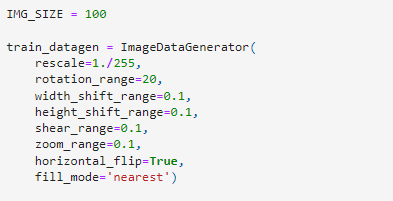 IMG_SIZE = 100
train_datagen = ImageDataGenerator(
rescale=1./255,
rotation_range=20,
width_shift_range=0.1,
height_shift_range=0.1,
shear_range=0.1,
zoom_range=0.1,
horizontal_flip=True,
fill_mode='nearest')